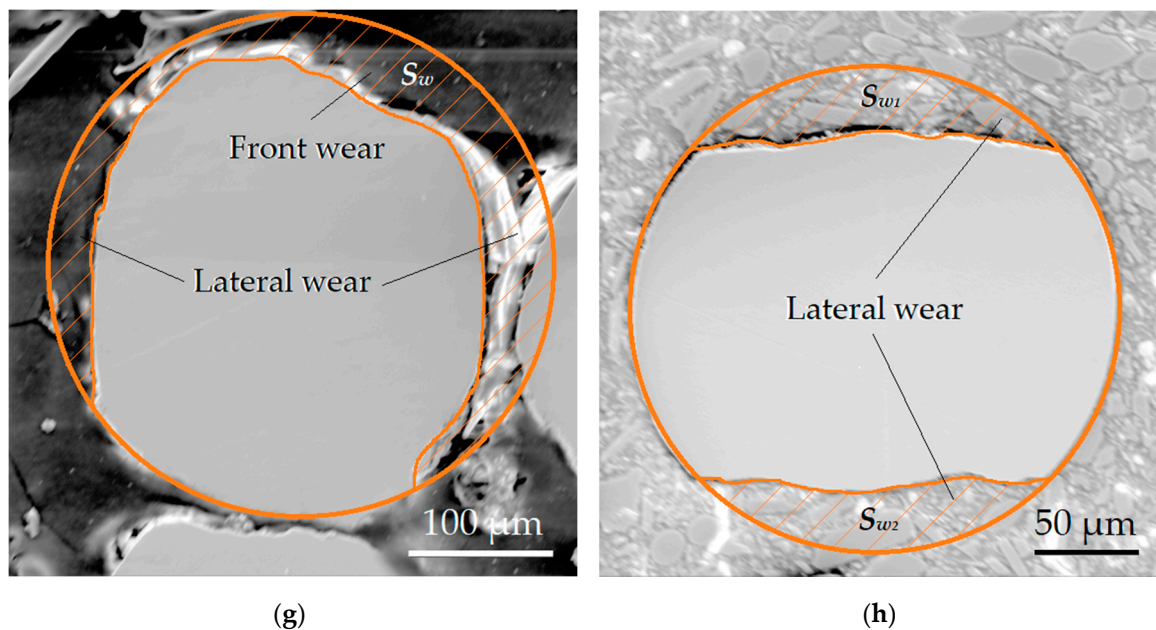 Sw
Front wear
Lateral wear
100 μm
Sw1
Lateral wear
Sw2
50 μm
(g)
(h)